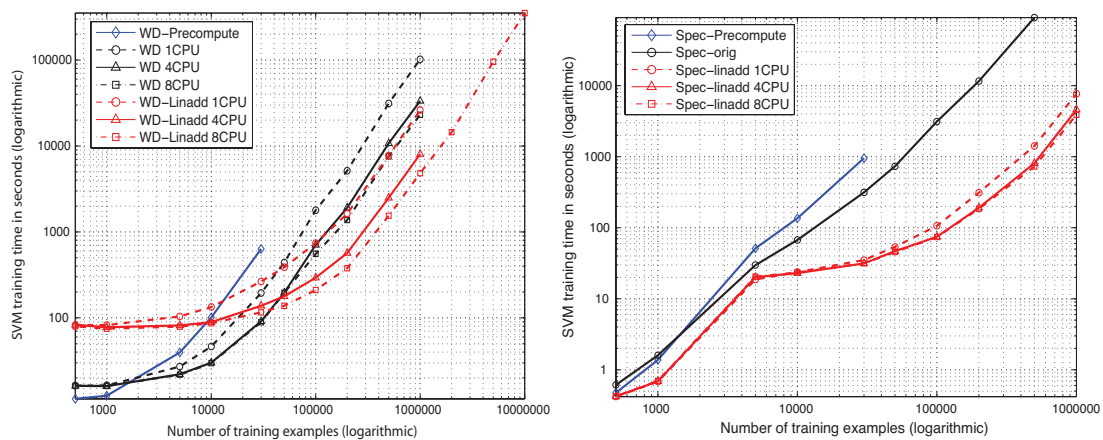 SVM training time in seconds (logarithmic)
100000
10000
1000
100
WD-Precompute
WD 1CPU
WD 4CPU
WD 8CPU
WD-Linadd 1CPU
WD-Linadd 4CPU
WD-Linadd 8CPU
1000 10000 100000 1000000 10000000
Number of training examples (logarithmic)
SVM training time in seconds (logarithmic)
10000
1000
100
10
1
Spec-Precompute
Spec-orig
Spec-linadd 1CPU
Spec-linadd 4CPU
Spec-linadd 8CPU
1000 10000 100000 1000000
Number of training examples (logarithmic)